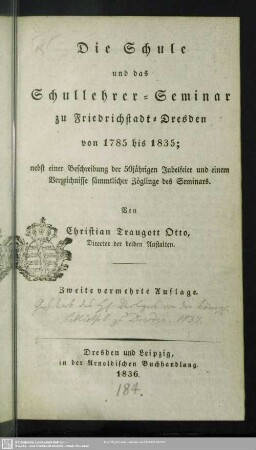 Die Schule
und das
Schullehrer-Seminar
zu Friedrichstadt-Dresden
von 1785 bis 1835;
nebst einer Beschreibung der 50jährigen Jubelfeier und einem
Verzeichnisse sämmtlicher Zöglinge des Seminars.
Von
Christian Traugott Otto,
Director der beiden Anstalten.
Zweite vermehrte Auflage.
Dresden und Leipzig,
in der Arnoldischen Buchhandlung.
1836.
184.